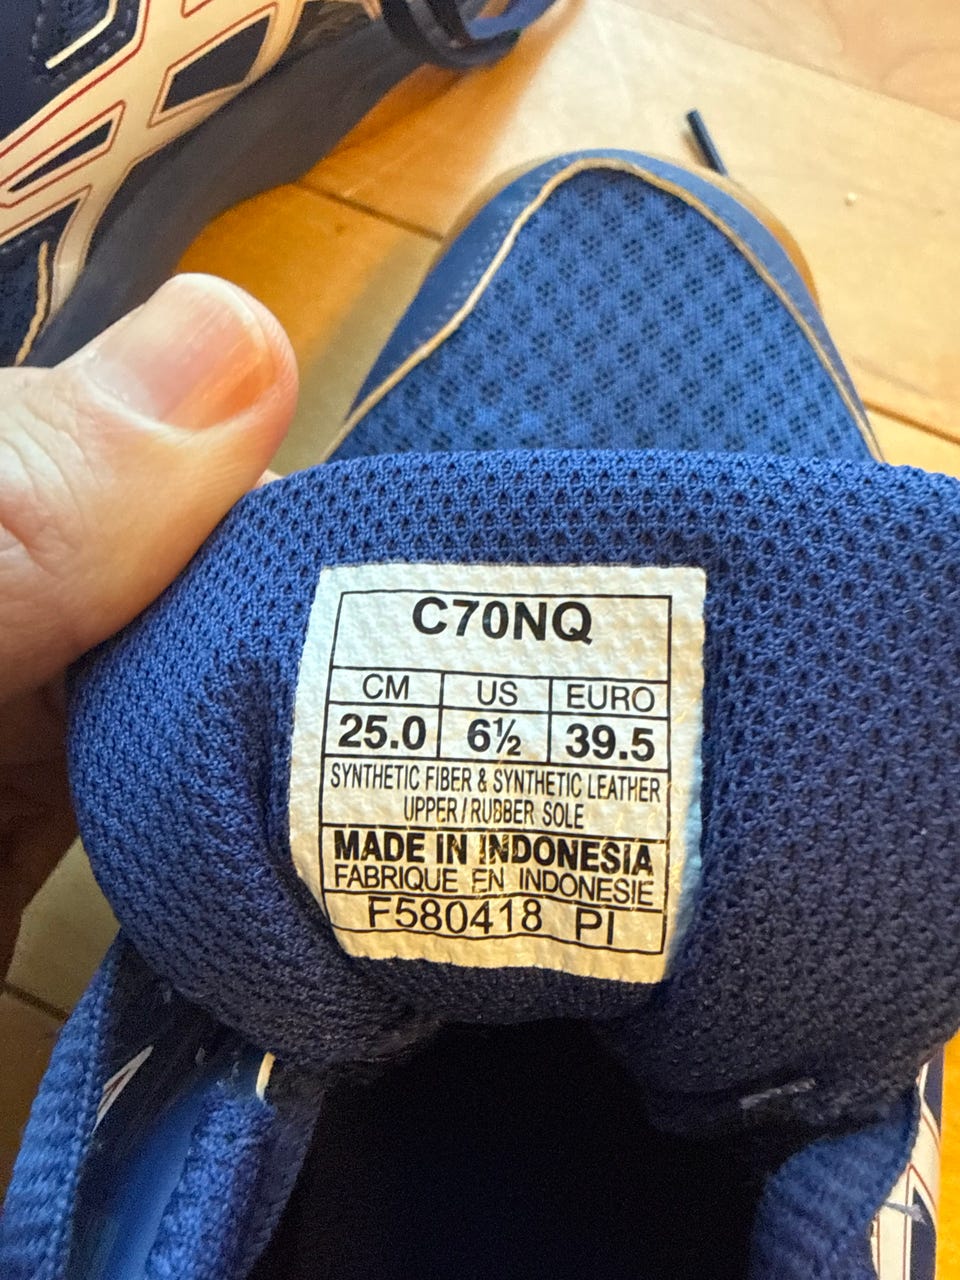 C70NQ
CM US EURO
25.0 6½ 39.5
SYNTHETIC FIBER & SYNTHETIC LEATHER
UPPER / RUBBER SOLE
MADE IN INDONESIA
FABRIQUE EN INDONESIE
F580418 PI